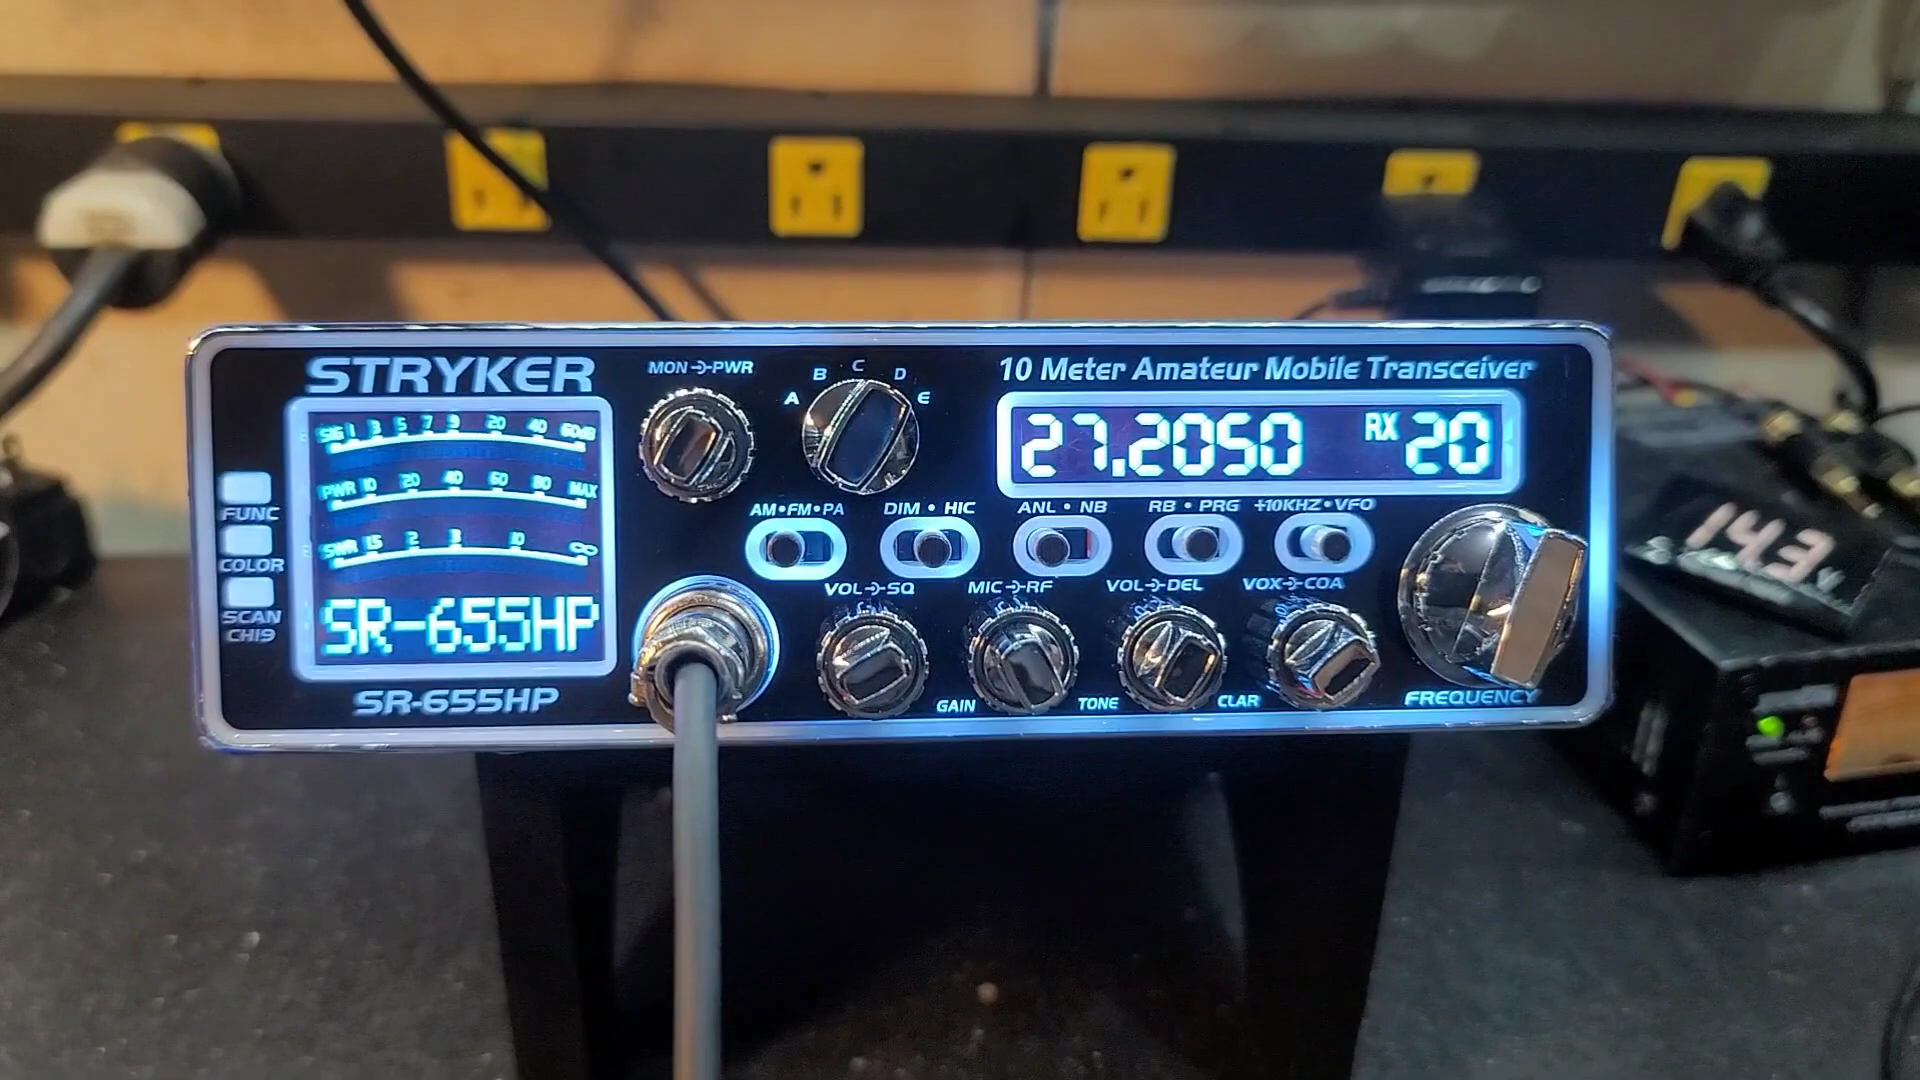 STRYKER
SIG 1 3 5 7 9 20 40 60dB
PWR 10 20 40 60 80 MAX
SWR 1.5 2 3 10 ∞
SR-655HP
SR-655HP
FUNC
COLOR
SCAN
CH19
MON PWR
A B C D E
10 Meter Amateur Mobile Transceiver
27.2050 RX 20
AM•FM•PA DIM • HIC ANL • NB RB • PRG +10KHZ•VFO
VOL SQ MIC RF VOL DEL VOX COA
GAIN TONE CLAR FREQUENCY
14.3 V